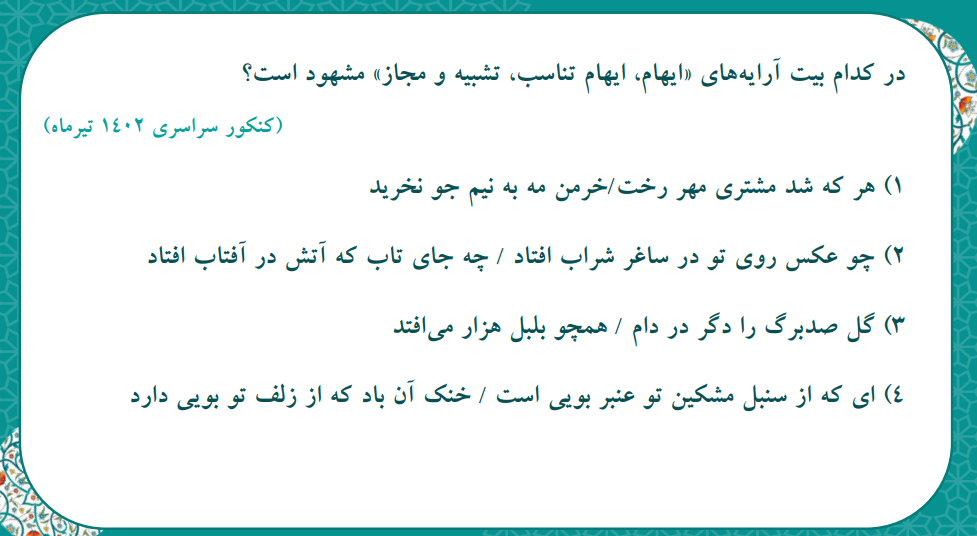 در کدام بیت آرایه‌های «ایهام، ایهام تناسب، تشبیه و مجاز» مشهود است؟
(کنکور سراسری ۱٤۰۲ تیرماه)
۱) هر که شد مشتری مهر رخت/خرمن مه به نیم جو نخرید
۲) چو عکس روی تو در ساغر شراب افتاد / چه جای تاب که آتش در آفتاب افتاد
۳) گل صدبرگ را دگر در دام / همچو بلبل هزار می‌افتد
٤) ای که از سنبل مشکین تو عنبر بویی است / خنک آن باد که از زلف تو بویی دارد